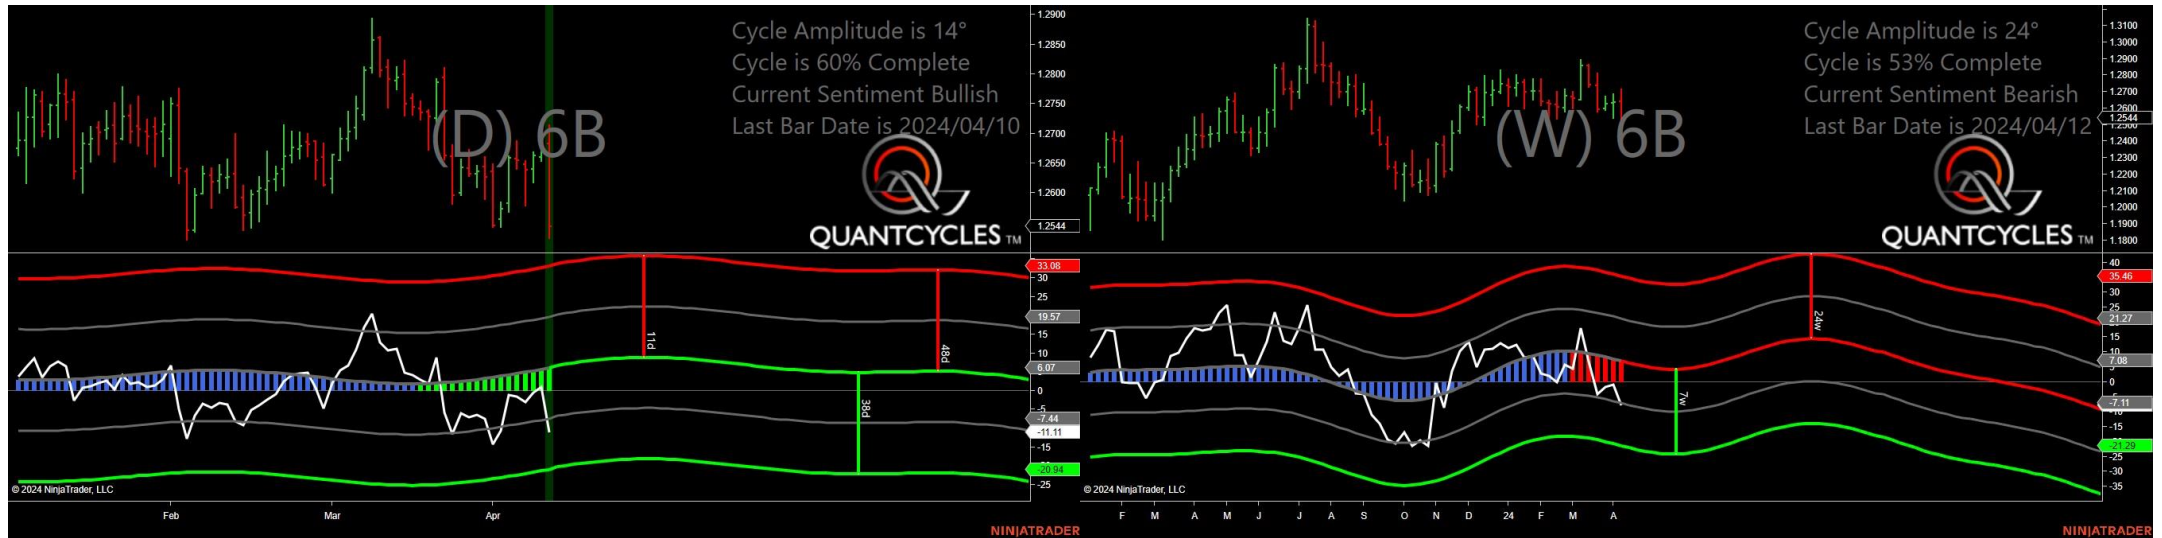 Cycle Amplitude is 14°
Cycle is 60% Complete
Current Sentiment Bullish
Last Bar Date is 2024/04/10
(D) 6B
QUANTCYCLES TM
1.2900
1.2850
1.2800
1.2750
1.2700
1.2650
1.2600
1.2544
33.08
30
25
19.57
15
10
6.07
0
-5
-7.44
-11.11
-15
-20.94
-25
11d
38d
48d
© 2024 NinjaTrader, LLC
Feb Mar Apr
NINJATRADER
Cycle Amplitude is 24°
Cycle is 53% Complete
Current Sentiment Bearish
Last Bar Date is 2024/04/12
(W) 6B
QUANTCYCLES TM
1.3100
1.3000
1.2900
1.2800
1.2700
1.2600
1.2544
1.2500
1.2400
1.2300
1.2200
1.2100
1.2000
1.1900
1.1800
40
35.46
30
25
21.27
15
10
7.08
5
0
-7.11
-15
-21.29
-25
-30
-35
7w
24w
© 2024 NinjaTrader, LLC
F M A M J J A S O N D 24 F M A
NINJATRADER